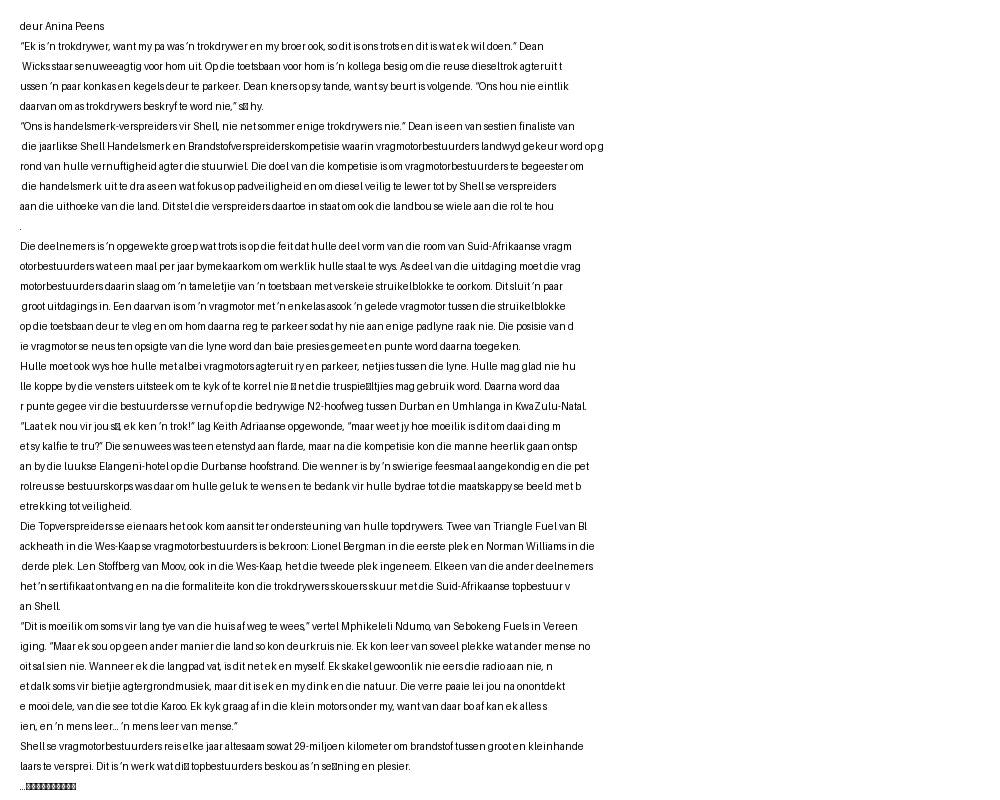 deur Anina Peens
“Ek is ’n trokdrywer, want my pa was ’n trokdrywer en my broer ook, so dit is ons trots en dit is wat ek wil doen.” Dean
Wicks staar senuweeagtig voor hom uit. Op die toetsbaan voor hom is ’n kollega besig om die reuse dieseltrok agteruit t
ussen ’n paar konkas en kegels deur te parkeer. Dean kners op sy tande, want sy beurt is volgende. “Ons hou nie eintlik
daarvan om as trokdrywers beskryf te word nie,” s� hy.
“Ons is handelsmerk-verspreiders vir Shell, nie net sommer enige trokdrywers nie.” Dean is een van sestien finaliste van
die jaarlikse Shell Handelsmerk en Brandstofverspreiderskompetisie waarin vragmotorbestuurders landwyd gekeur word op g
rond van hulle vernuftigheid agter die stuurwiel. Die doel van die kompetisie is om vragmotorbestuurders te begeester om
die handelsmerk uit te dra as een wat fokus op padveiligheid en om diesel veilig te lewer tot by Shell se verspreiders
aan die uithoeke van die land. Dit stel die verspreiders daartoe in staat om ook die landbou se wiele aan die rol te hou
.
Die deelnemers is ’n opgewekte groep wat trots is op die feit dat hulle deel vorm van die room van Suid-Afrikaanse vragm
otorbestuurders wat een maal per jaar bymekaarkom om werklik hulle staal te wys. As deel van die uitdaging moet die vrag
motorbestuurders daarin slaag om ’n tameletjie van ’n toetsbaan met verskeie struikelblokke te oorkom. Dit sluit ’n paar
groot uitdagings in. Een daarvan is om ’n vragmotor met ’n enkelas asook ’n gelede vragmotor tussen die struikelblokke
op die toetsbaan deur te vleg en om hom daarna reg te parkeer sodat hy nie aan enige padlyne raak nie. Die posisie van d
ie vragmotor se neus ten opsigte van die lyne word dan baie presies gemeet en punte word daarna toegeken.
Hulle moet ook wys hoe hulle met albei vragmotors agteruit ry en parkeer, netjies tussen die lyne. Hulle mag glad nie hu
lle koppe by die vensters uitsteek om te kyk of te korrel nie � net die truspie�ltjies mag gebruik word. Daarna word daa
r punte gegee vir die bestuurders se vernuf op die bedrywige N2-hoofweg tussen Durban en Umhlanga in KwaZulu-Natal.
“Laat ek nou vir jou s�, ek ken ’n trok!” lag Keith Adriaanse opgewonde, “maar weet jy hoe moeilik is dit om daai ding m
et sy kalfie te tru?” Die senuwees was teen etenstyd aan flarde, maar na die kompetisie kon die manne heerlik gaan ontsp
an by die luukse Elangeni-hotel op die Durbanse hoofstrand. Die wenner is by ’n swierige feesmaal aangekondig en die pet
rolreus se bestuurskorps was daar om hulle geluk te wens en te bedank vir hulle bydrae tot die maatskappy se beeld met b
etrekking tot veiligheid.
Die Topverspreiders se eienaars het ook kom aansit ter ondersteuning van hulle topdrywers. Twee van Triangle Fuel van Bl
ackheath in die Wes-Kaap se vragmotorbestuurders is bekroon: Lionel Bergman in die eerste plek en Norman Williams in die
derde plek. Len Stoffberg van Moov, ook in die Wes-Kaap, het die tweede plek ingeneem. Elkeen van die ander deelnemers
het ’n sertifikaat ontvang en na die formaliteite kon die trokdrywers skouers skuur met die Suid-Afrikaanse topbestuur v
an Shell.
“Dit is moeilik om soms vir lang tye van die huis af weg te wees,” vertel Mphikeleli Ndumo, van Sebokeng Fuels in Vereen
iging. “Maar ek sou op geen ander manier die land so kon deurkruis nie. Ek kon leer van soveel plekke wat ander mense no
oit sal sien nie. Wanneer ek die langpad vat, is dit net ek en myself. Ek skakel gewoonlik nie eers die radio aan nie, n
et dalk soms vir bietjie agtergrondmusiek, maar dit is ek en my dink en die natuur. Die verre paaie lei jou na onontdekt
e mooi dele, van die see tot die Karoo. Ek kyk graag af in die klein motors onder my, want van daar bo af kan ek alles s
ien, en ’n mens leer… ’n mens leer van mense.”
Shell se vragmotorbestuurders reis elke jaar altesaam sowat 29-miljoen kilometer om brandstof tussen groot en kleinhande
laars te versprei. Dit is ’n werk wat di� topbestuurders beskou as ’n se�ning en plesier.
…